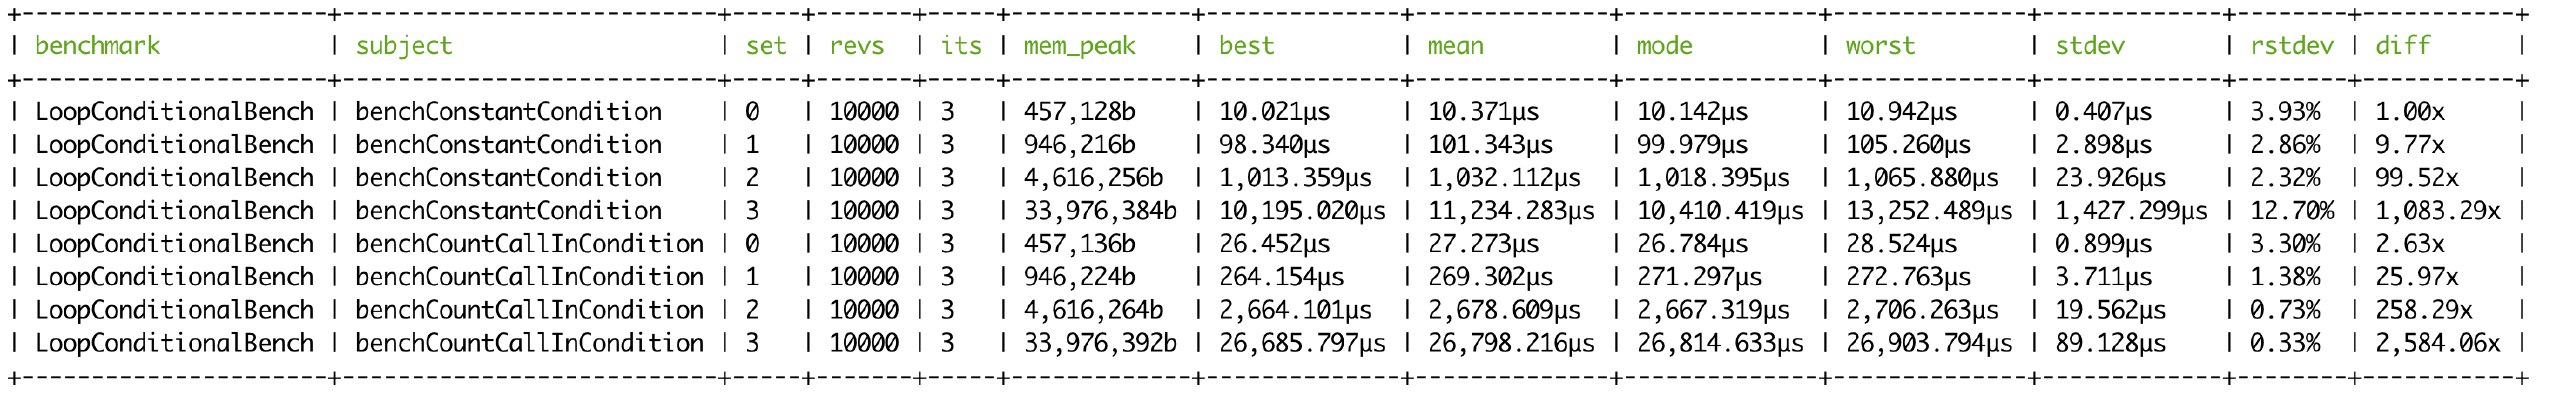 +-----------------------+----------------------------+-----+-------+-----+-------------+--------------+--------------+--------------+--------------+-------------+--------+-----------+
| benchmark | subject | set | revs | its | mem_peak | best | mean | mode | worst | stdev | rstdev | diff |
+-----------------------+----------------------------+-----+-------+-----+-------------+--------------+--------------+--------------+--------------+-------------+--------+-----------+
| LoopConditionalBench | benchConstantCondition | 0 | 10000 | 3 | 457,128b | 10.021μs | 10.371μs | 10.142μs | 10.942μs | 0.407μs | 3.93% | 1.00x |
| LoopConditionalBench | benchConstantCondition | 1 | 10000 | 3 | 946,216b | 98.340μs | 101.343μs | 99.979μs | 105.260μs | 2.898μs | 2.86% | 9.77x |
| LoopConditionalBench | benchConstantCondition | 2 | 10000 | 3 | 4,616,256b | 1,013.359μs | 1,032.112μs | 1,018.395μs | 1,065.880μs | 23.926μs | 2.32% | 99.52x |
| LoopConditionalBench | benchConstantCondition | 3 | 10000 | 3 | 33,976,384b | 10,195.020μs | 11,234.283μs | 10,410.419μs | 13,252.489μs | 1,427.299μs | 12.70% | 1,083.29x |
| LoopConditionalBench | benchCountCallInCondition | 0 | 10000 | 3 | 457,136b | 26.452μs | 27.273μs | 26.784μs | 28.524μs | 0.899μs | 3.30% | 2.63x |
| LoopConditionalBench | benchCountCallInCondition | 1 | 10000 | 3 | 946,224b | 264.154μs | 269.302μs | 271.297μs | 272.763μs | 3.711μs | 1.38% | 25.97x |
| LoopConditionalBench | benchCountCallInCondition | 2 | 10000 | 3 | 4,616,264b | 2,664.101μs | 2,678.609μs | 2,667.319μs | 2,706.263μs | 19.562μs | 0.73% | 258.29x |
| LoopConditionalBench | benchCountCallInCondition | 3 | 10000 | 3 | 33,976,392b | 26,685.797μs | 26,798.216μs | 26,814.633μs | 26,903.794μs | 89.128μs | 0.33% | 2,584.06x |
+-----------------------+----------------------------+-----+-------+-----+-------------+--------------+--------------+--------------+--------------+-------------+--------+-----------+